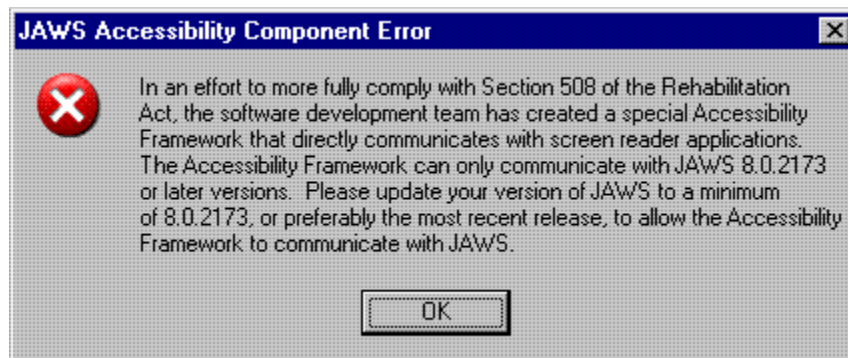 JAWS Accessibility Component Error
In an effort to more fully comply with Section 508 of the Rehabilitation
Act, the software development team has created a special Accessibility
Framework that directly communicates with screen reader applications.
The Accessibility Framework can only communicate with JAWS 8.0.2173
or later versions.  Please update your version of JAWS to a minimum
of 8.0.2173, or preferably the most recent release, to allow the Accessibility
Framework to communicate with JAWS.
OK